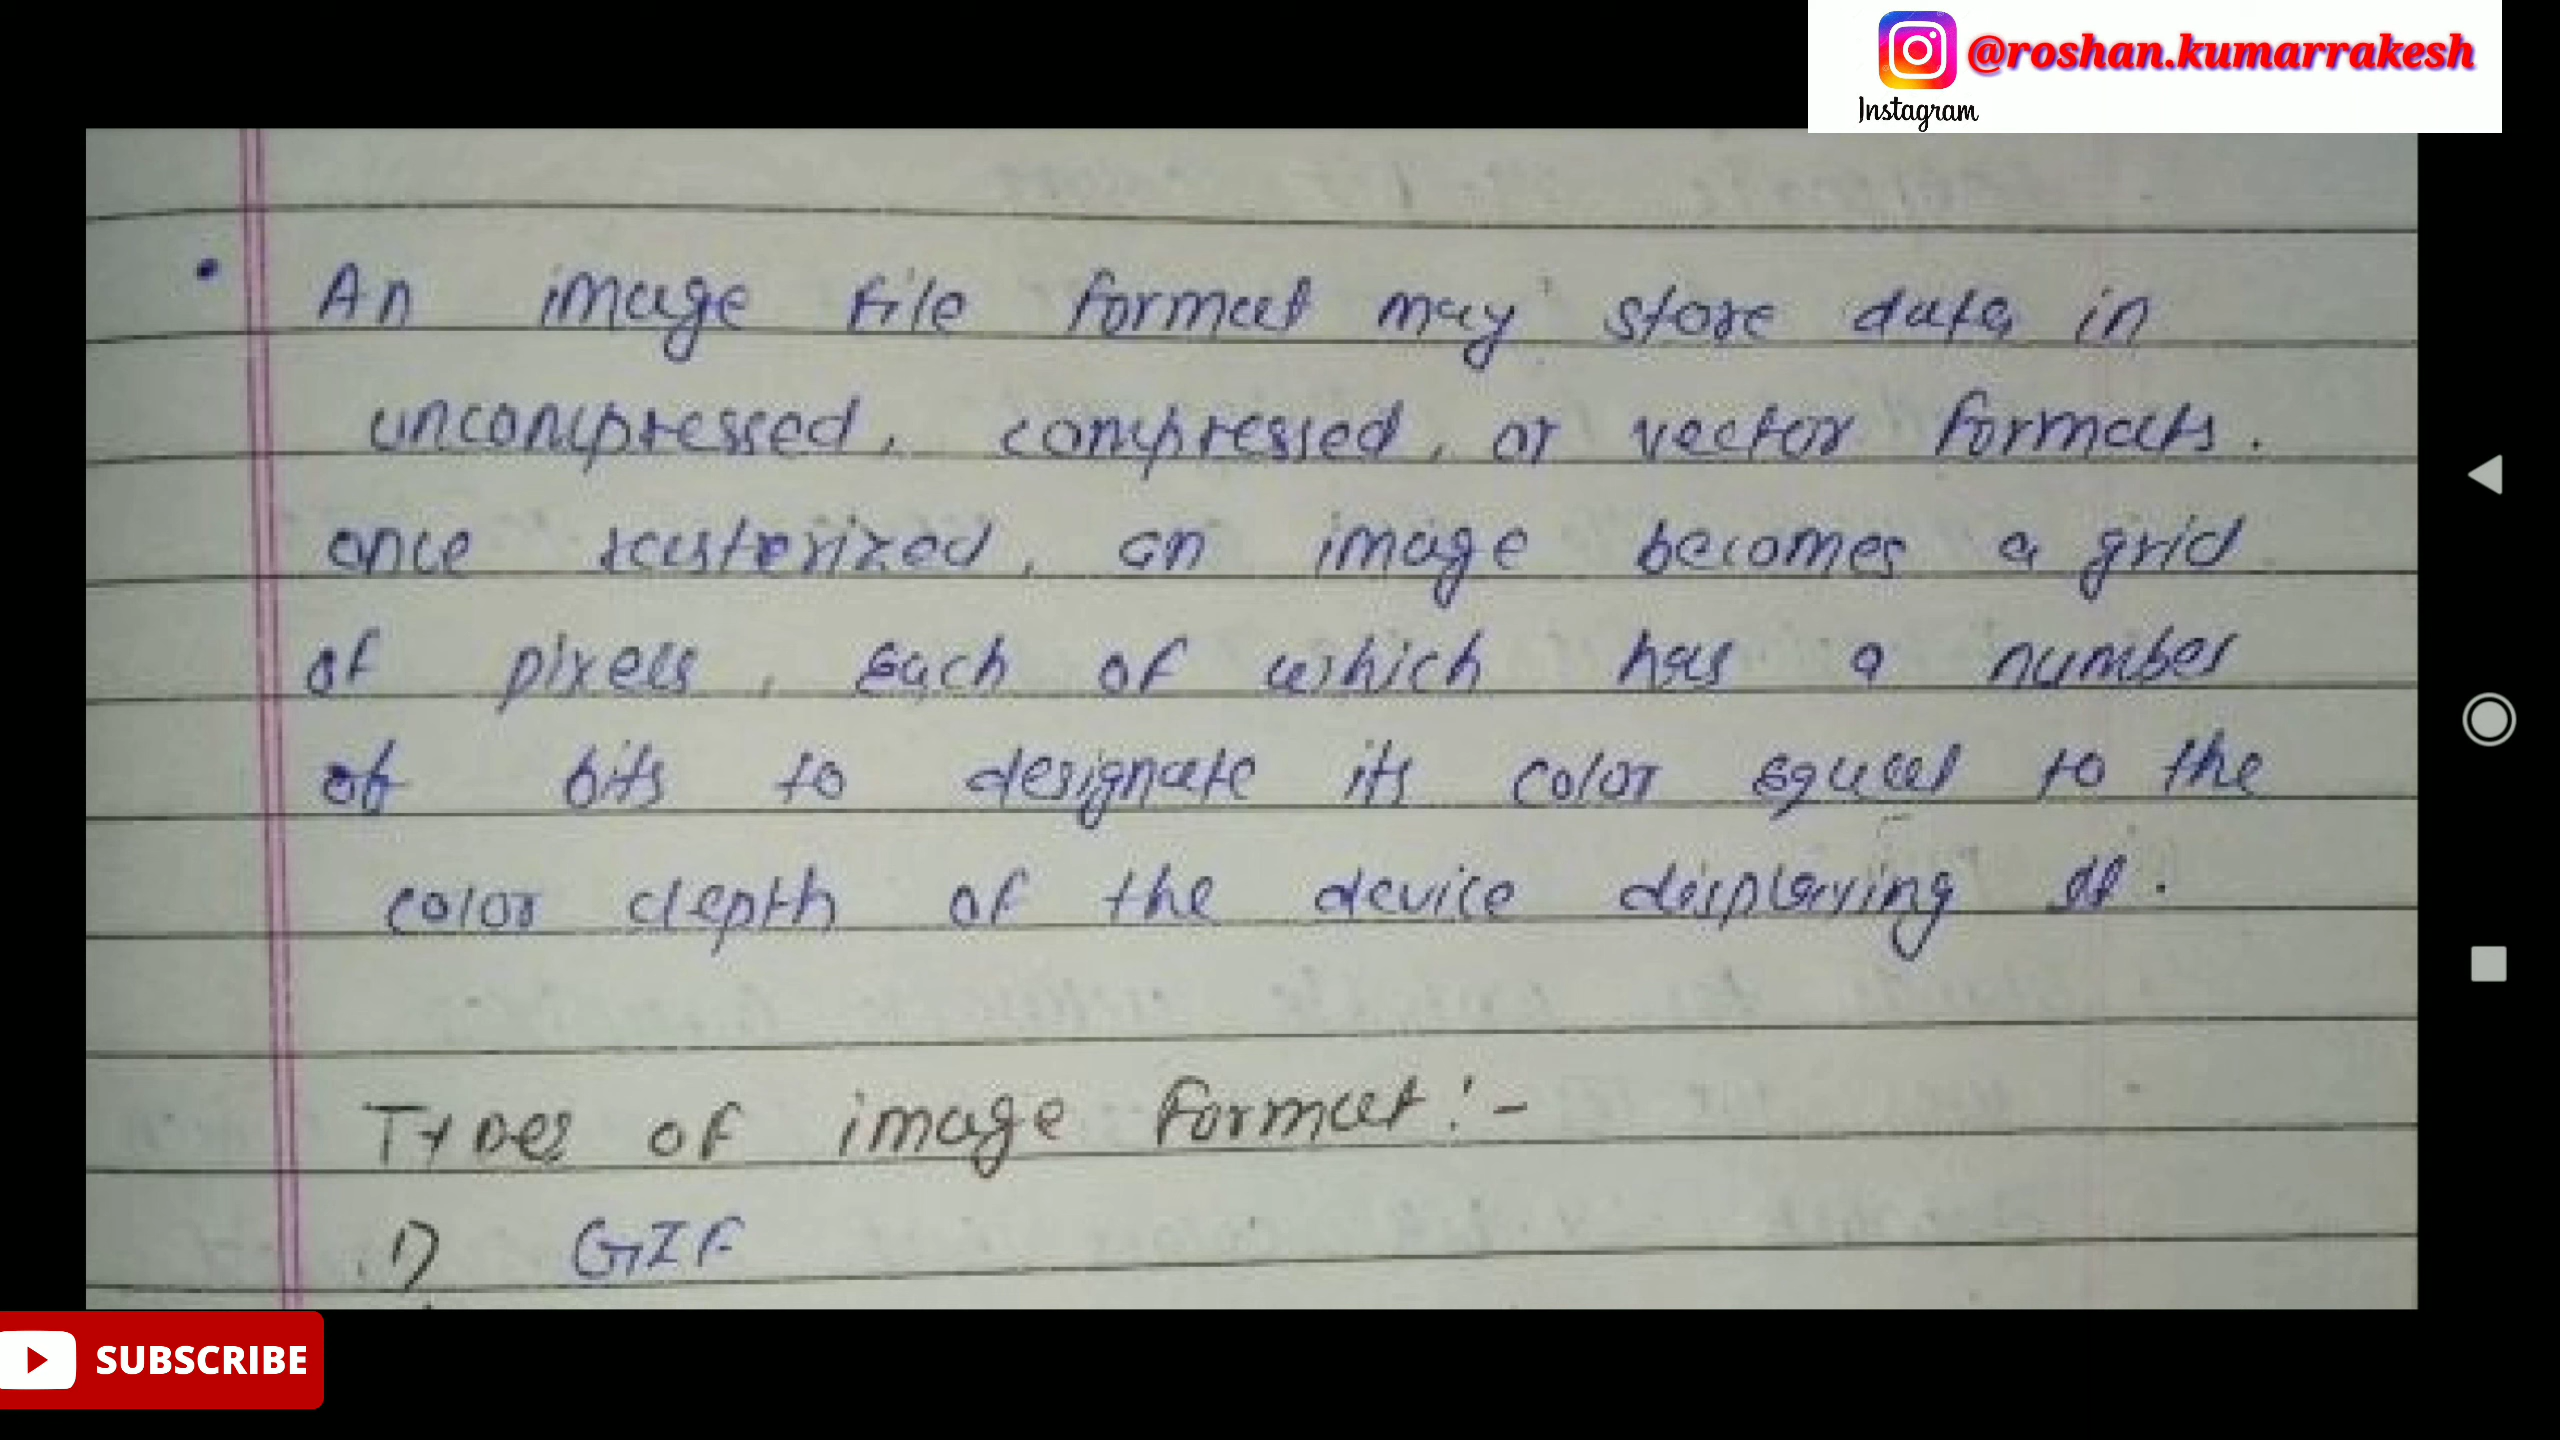 @roshan.kumarrakesh
Instagram
• An image file format may store data in
uncompressed, compressed, or vector formats.
once rasterized, an image becomes a grid
of pixels, Each of which has a number
of bits to designate its color equal to the
color depth of the device displaying it.
Types of image format:-
1) GIF
SUBSCRIBE